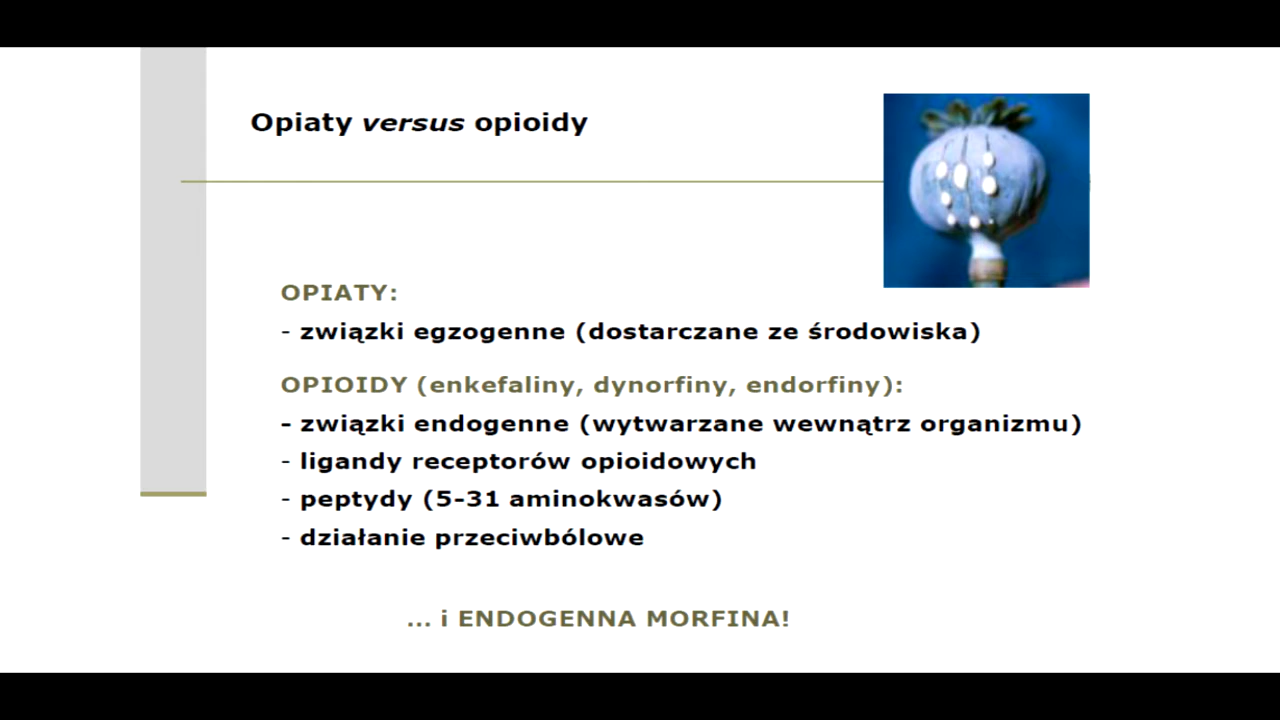 Opiaty versus opioidy
OPIATY:
- związki egzogenne (dostarczane ze środowiska)
OPIOIDY (enkefaliny, dynorfiny, endorfiny):
- związki endogenne (wytwarzane wewnątrz organizmu)
- ligandy receptorów opioidowych
- peptydy (5-31 aminokwasów)
- działanie przeciwbólowe
... i ENDOGENNA MORFINA!